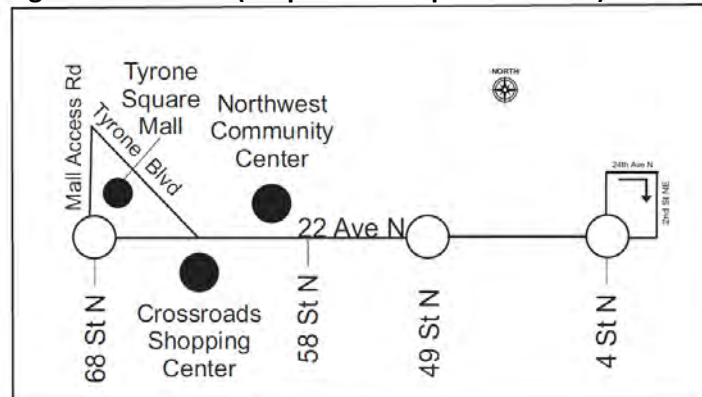 NORTH
Tyrone
Square
Mall
Northwest
Community
Center
Mall Access Rd
Tyrone Blvd
24th Ave N
2nd St NE
22 Ave N
Crossroads
Shopping
Center
68 St N
58 St N
49 St N
4 St N